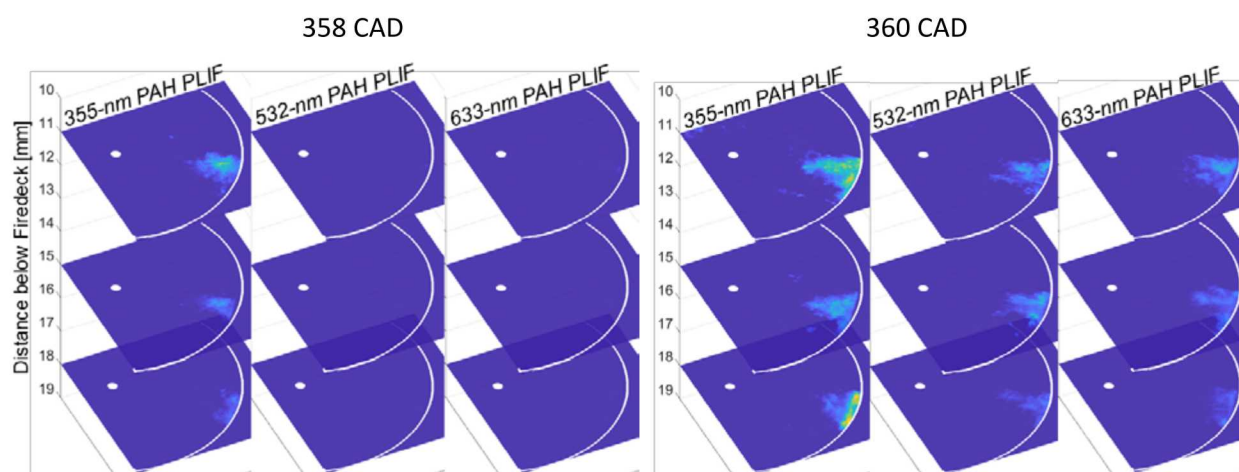 358 CAD
360 CAD
355-nm PAH PLIF
532-nm PAH PLIF
633-nm PAH PLIF
355-nm PAH PLIF
532-nm PAH PLIF
633-nm PAH PLIF
Distance below Firedeck [mm]
10
11
12
13
14
15
16
17
18
19
10
11
12
13
14
15
16
17
18
19